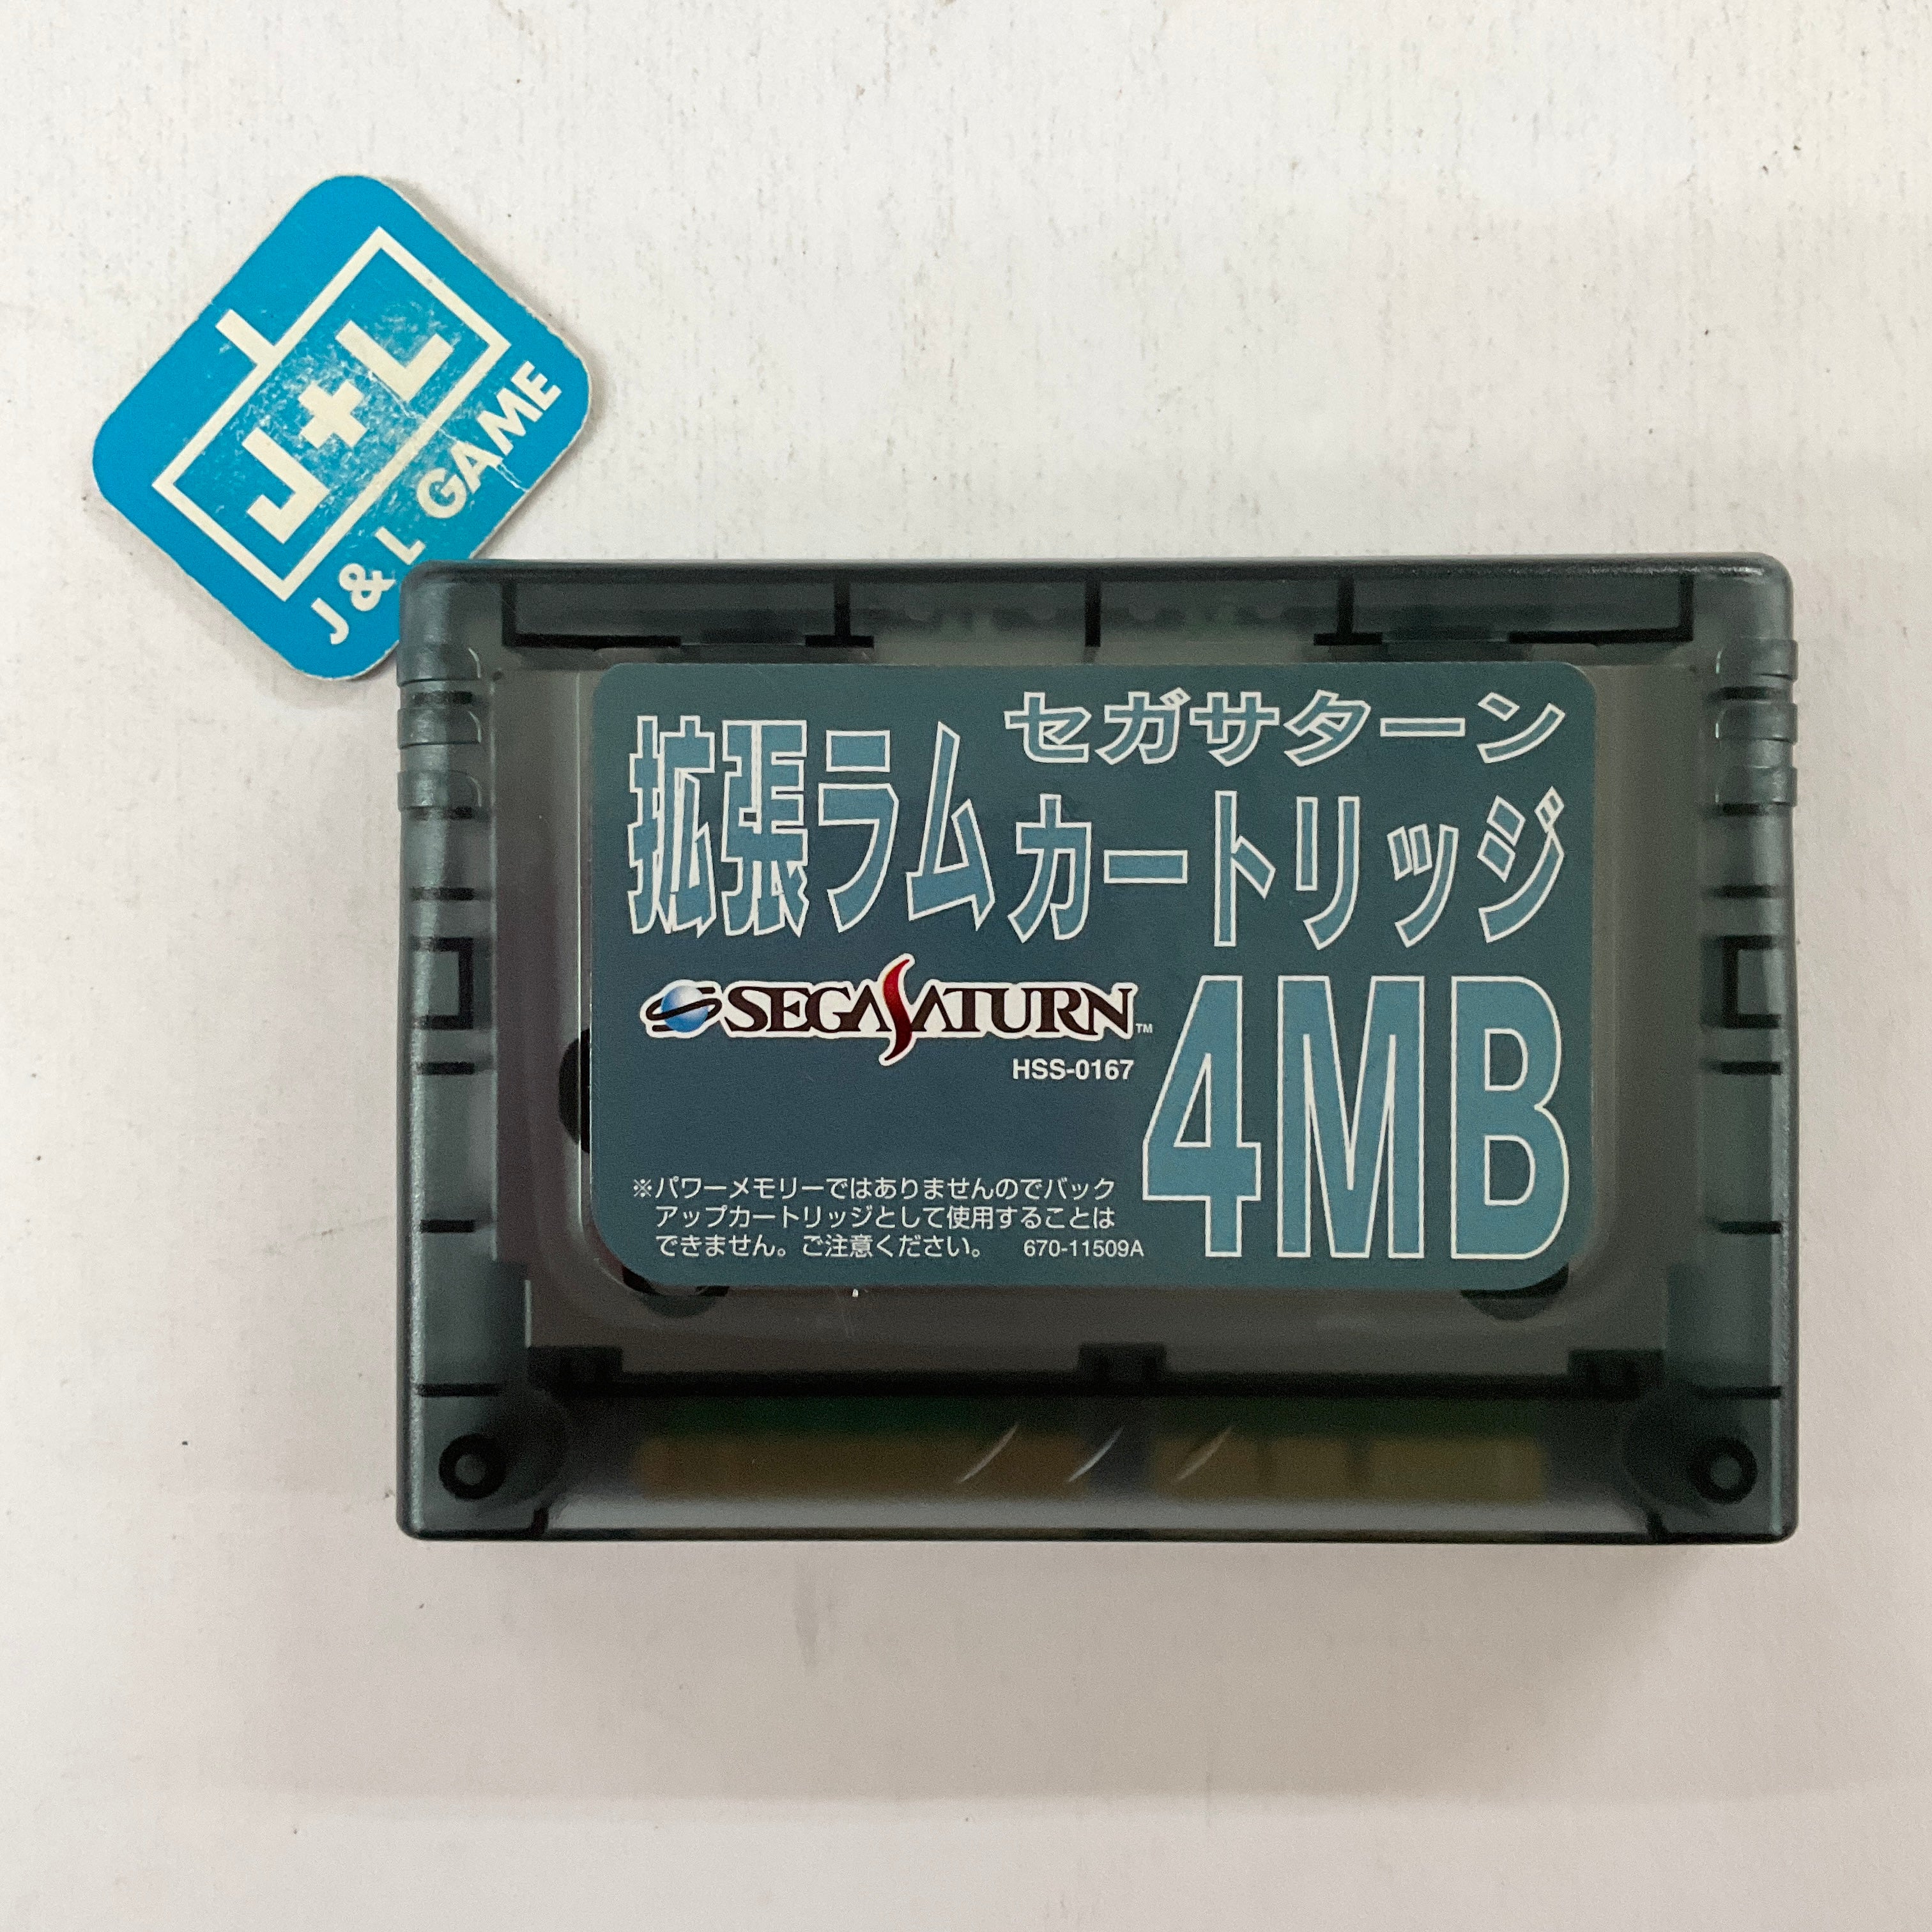 J+L
J & L GAME
セガサターン
拡張ラムカートリッジ
SEGA SATURN™
HSS-0167
4MB
※パワーメモリーではありませんのでバック
アップカートリッジとして使用することは
できません。ご注意ください。 670-11509A